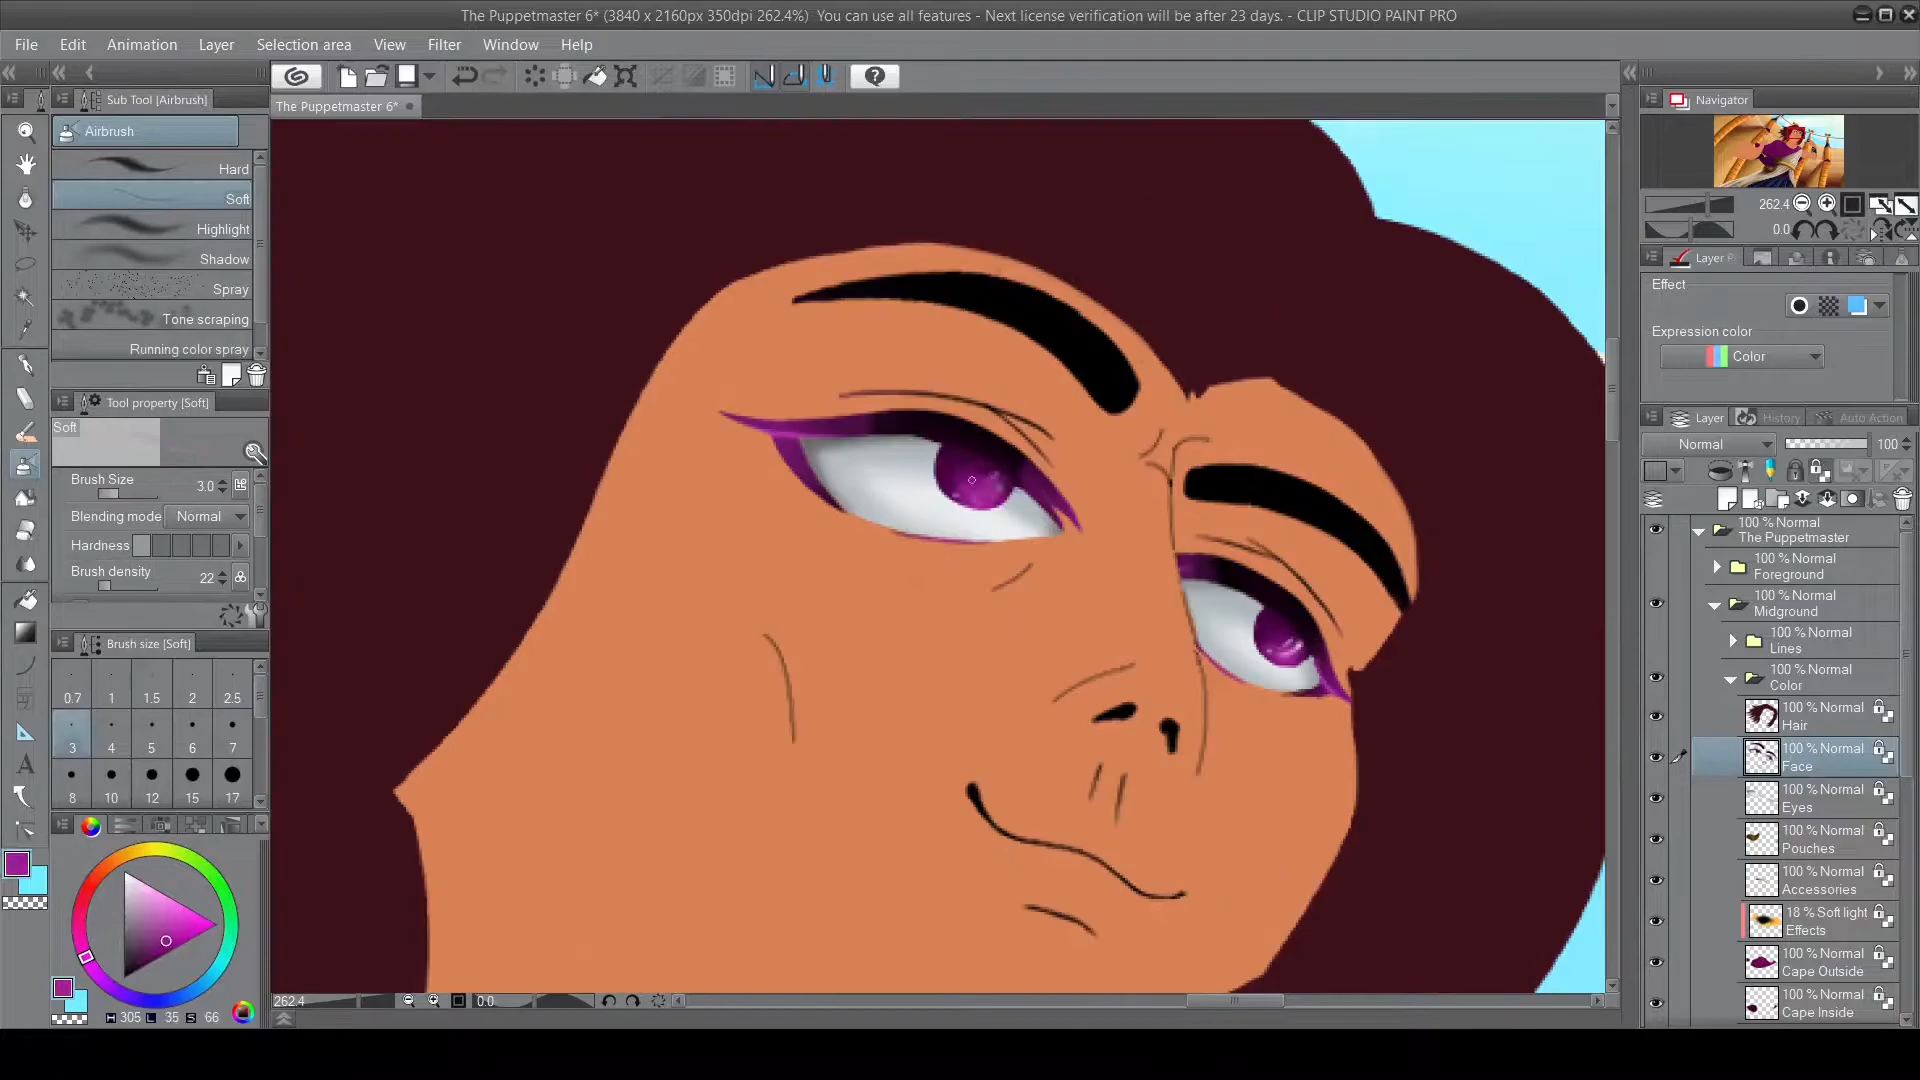 The Puppetmaster 6* (3840 x 2160px 350dpi 262.4%)  You can use all features - Next license verification will be after 23 days. - CLIP STUDIO PAINT PRO
File Edit Animation Layer Selection area View Filter Window Help
Sub Tool [Airbrush]
The Puppetmaster 6*
Navigator
Airbrush
Hard
Soft
Highlight
Shadow
Spray
Tone scraping
Running color spray
Tool property [Soft]
Soft
Brush Size 3.0
Blending mode Normal
Hardness
Brush density 22
Brush size [Soft]
0.7 1 1.5 2 2.5
3 4 5 6 7
8 10 12 15 17
H 305 L 35 S 66
262.4 0.0
262.4
0.0
Layer P
Effect
Expression color
Color
Layer History Auto Action
Normal 100
100 % Normal
The Puppetmaster
100 % Normal
Foreground
100 % Normal
Midground
100 % Normal
Lines
100 % Normal
Color
100 % Normal
Hair
100 % Normal
Face
100 % Normal
Eyes
100 % Normal
Pouches
100 % Normal
Accessories
18 % Soft light
Effects
100 % Normal
Cape Outside
100 % Normal
Cape Inside